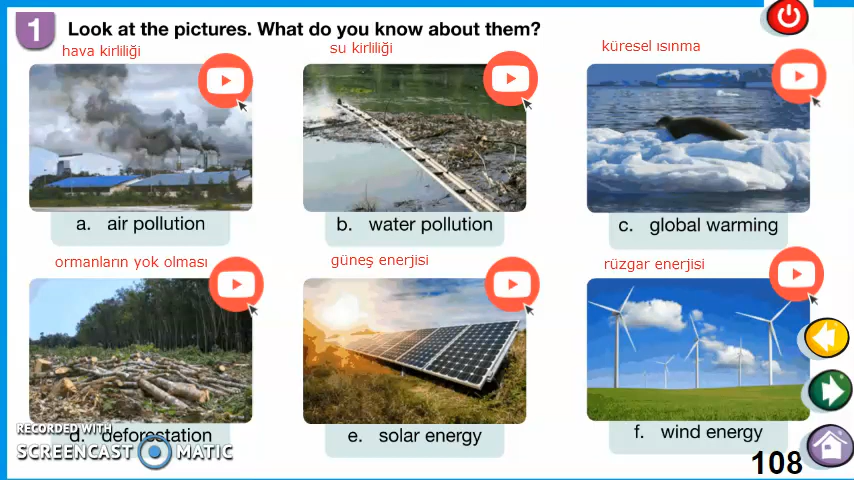 1 Look at the pictures. What do you know about them?
hava kirliliği
su kirliliği
küresel ısınma
a. air pollution
b. water pollution
c. global warming
ormanların yok olması
güneş enerjisi
rüzgar enerjisi
d. deforestation
e. solar energy
f. wind energy
RECORDED WITH
SCREENCAST MATIC
108